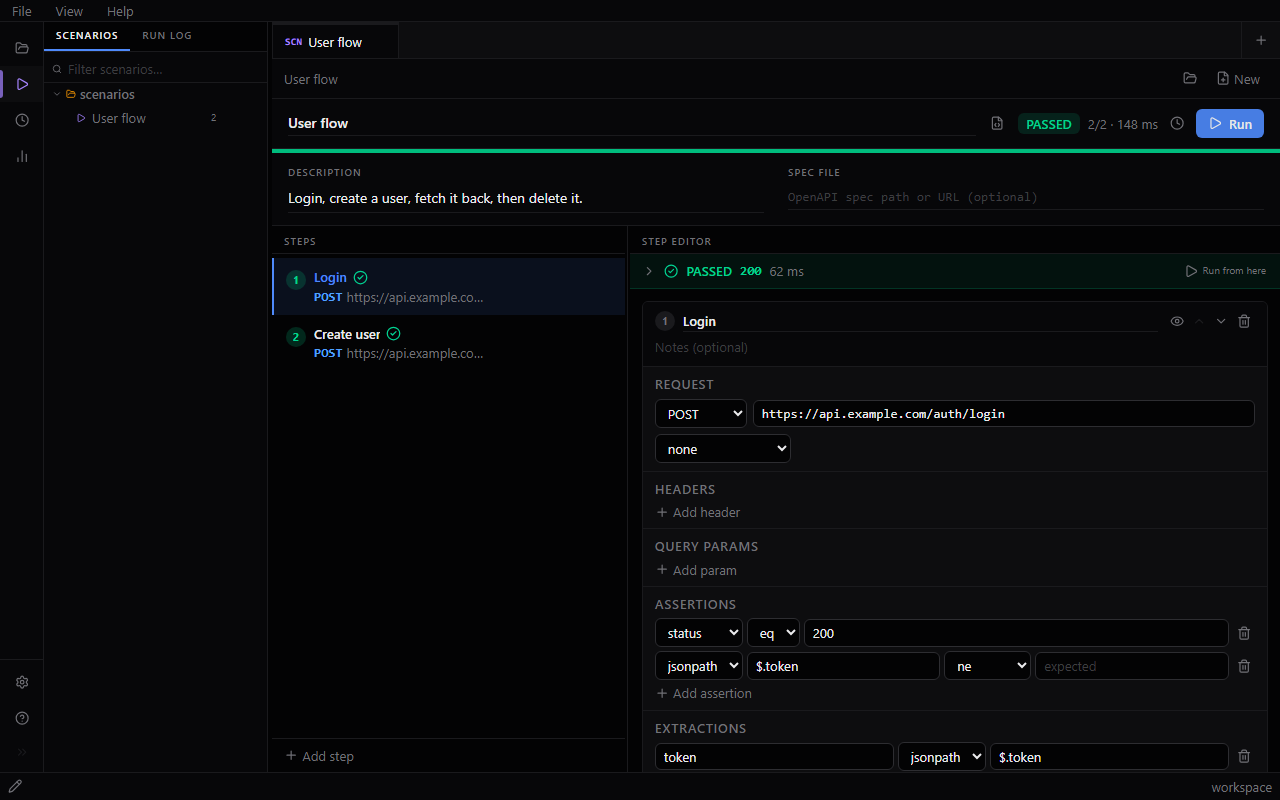 File View Help
SCENARIOS RUN LOG
Filter scenarios...
scenarios
User flow 2
SCN User flow
User flow New
User flow PASSED 2/2 · 148 ms Run
DESCRIPTION
Login, create a user, fetch it back, then delete it.
SPEC FILE
OpenAPI spec path or URL (optional)
STEPS
1 Login
POST https://api.example.co...
2 Create user
POST https://api.example.co...
Add step
STEP EDITOR
PASSED 200 62 ms Run from here
1 Login
Notes (optional)
REQUEST
POST https://api.example.com/auth/login
none
HEADERS
Add header
QUERY PARAMS
Add param
ASSERTIONS
status eq 200
jsonpath $.token ne expected
Add assertion
EXTRACTIONS
token jsonpath $.token
workspace